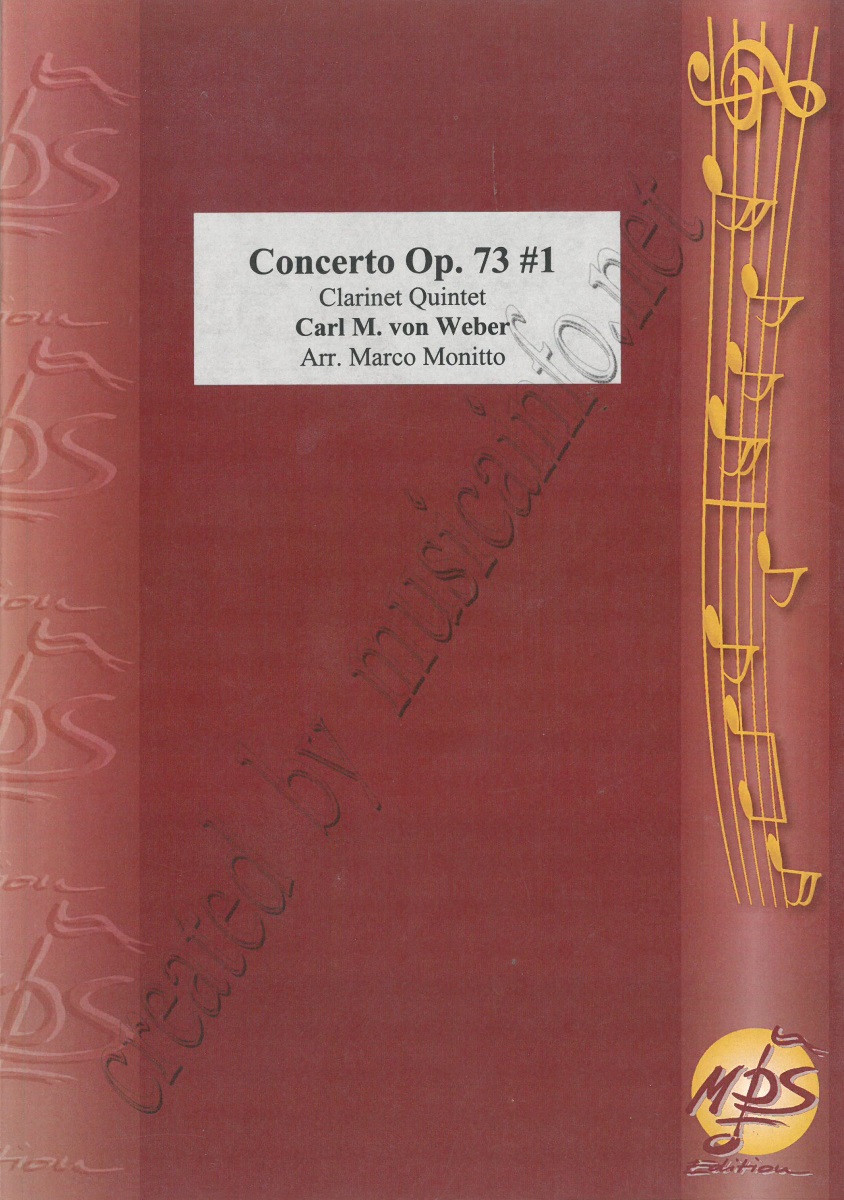 Concerto Op. 73 #1
Clarinet Quintet
Carl M. von Weber
Arr. Marco Monitto
created by musicainfo.net
MPS
Edition